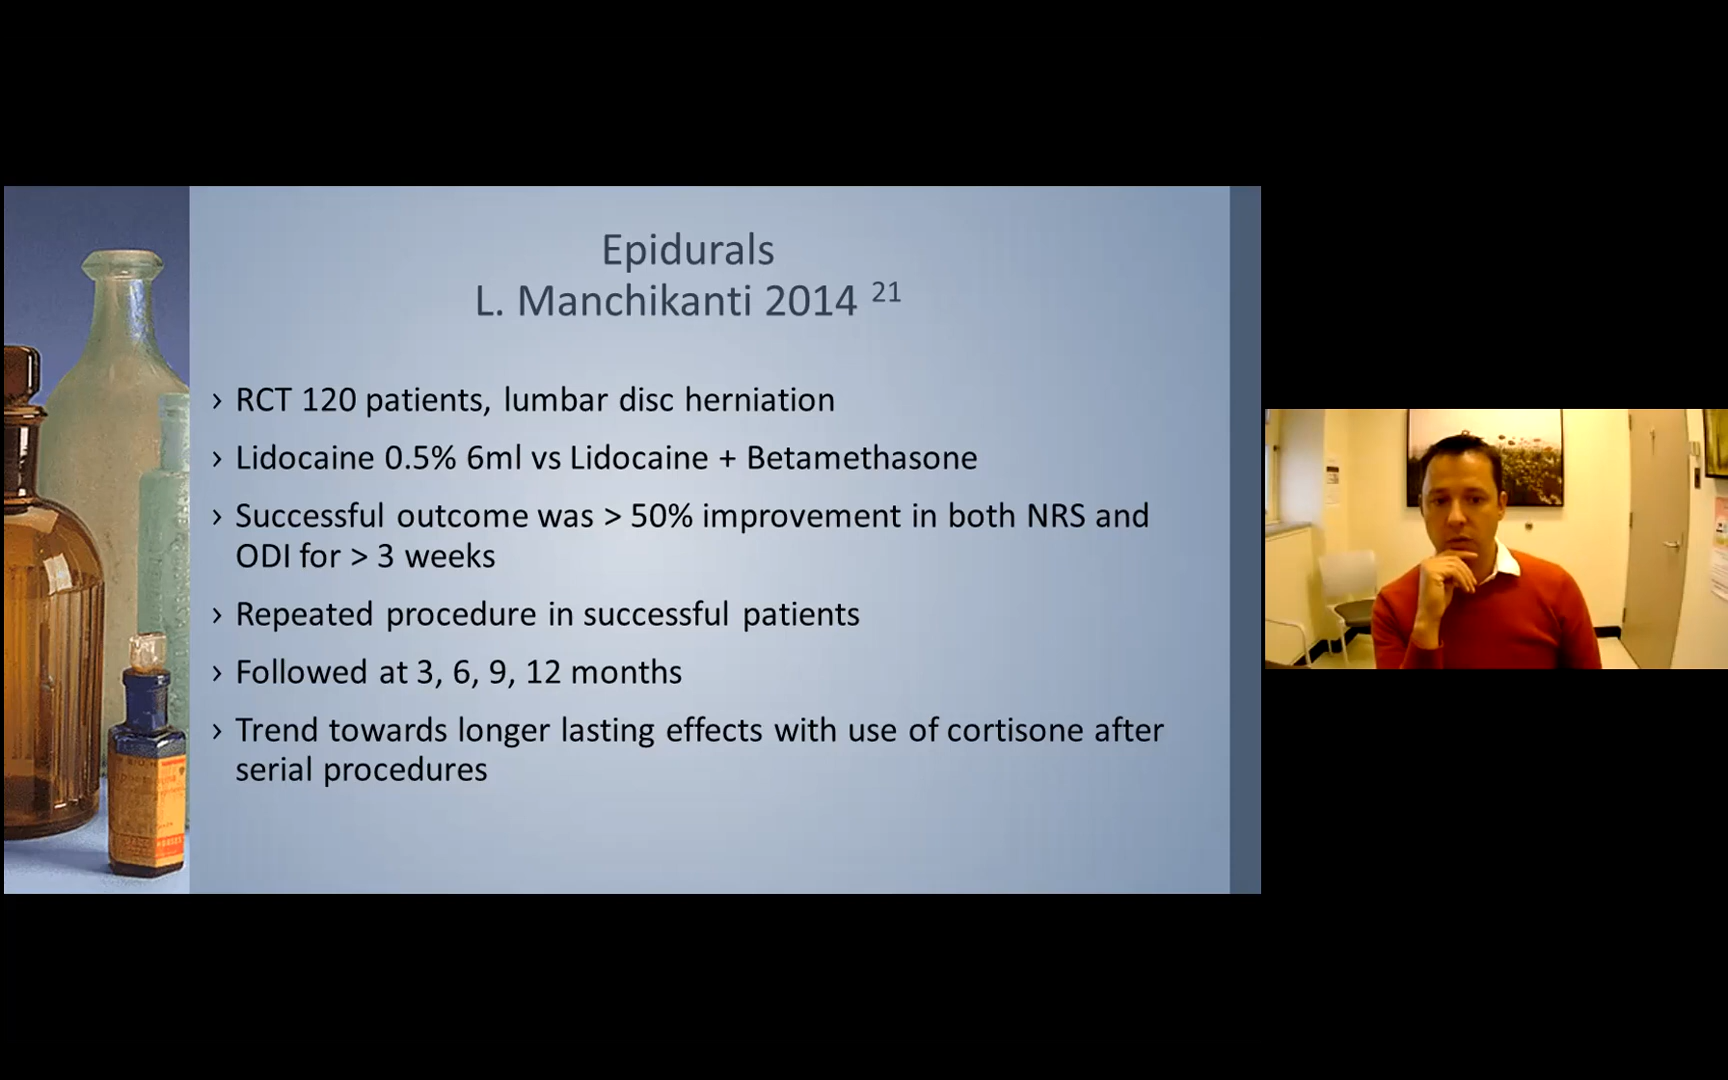 Epidurals
L. Manchikanti 2014 21
› RCT 120 patients, lumbar disc herniation
› Lidocaine 0.5% 6ml vs Lidocaine + Betamethasone
› Successful outcome was > 50% improvement in both NRS and
ODI for > 3 weeks
› Repeated procedure in successful patients
› Followed at 3, 6, 9, 12 months
› Trend towards longer lasting effects with use of cortisone after
serial procedures